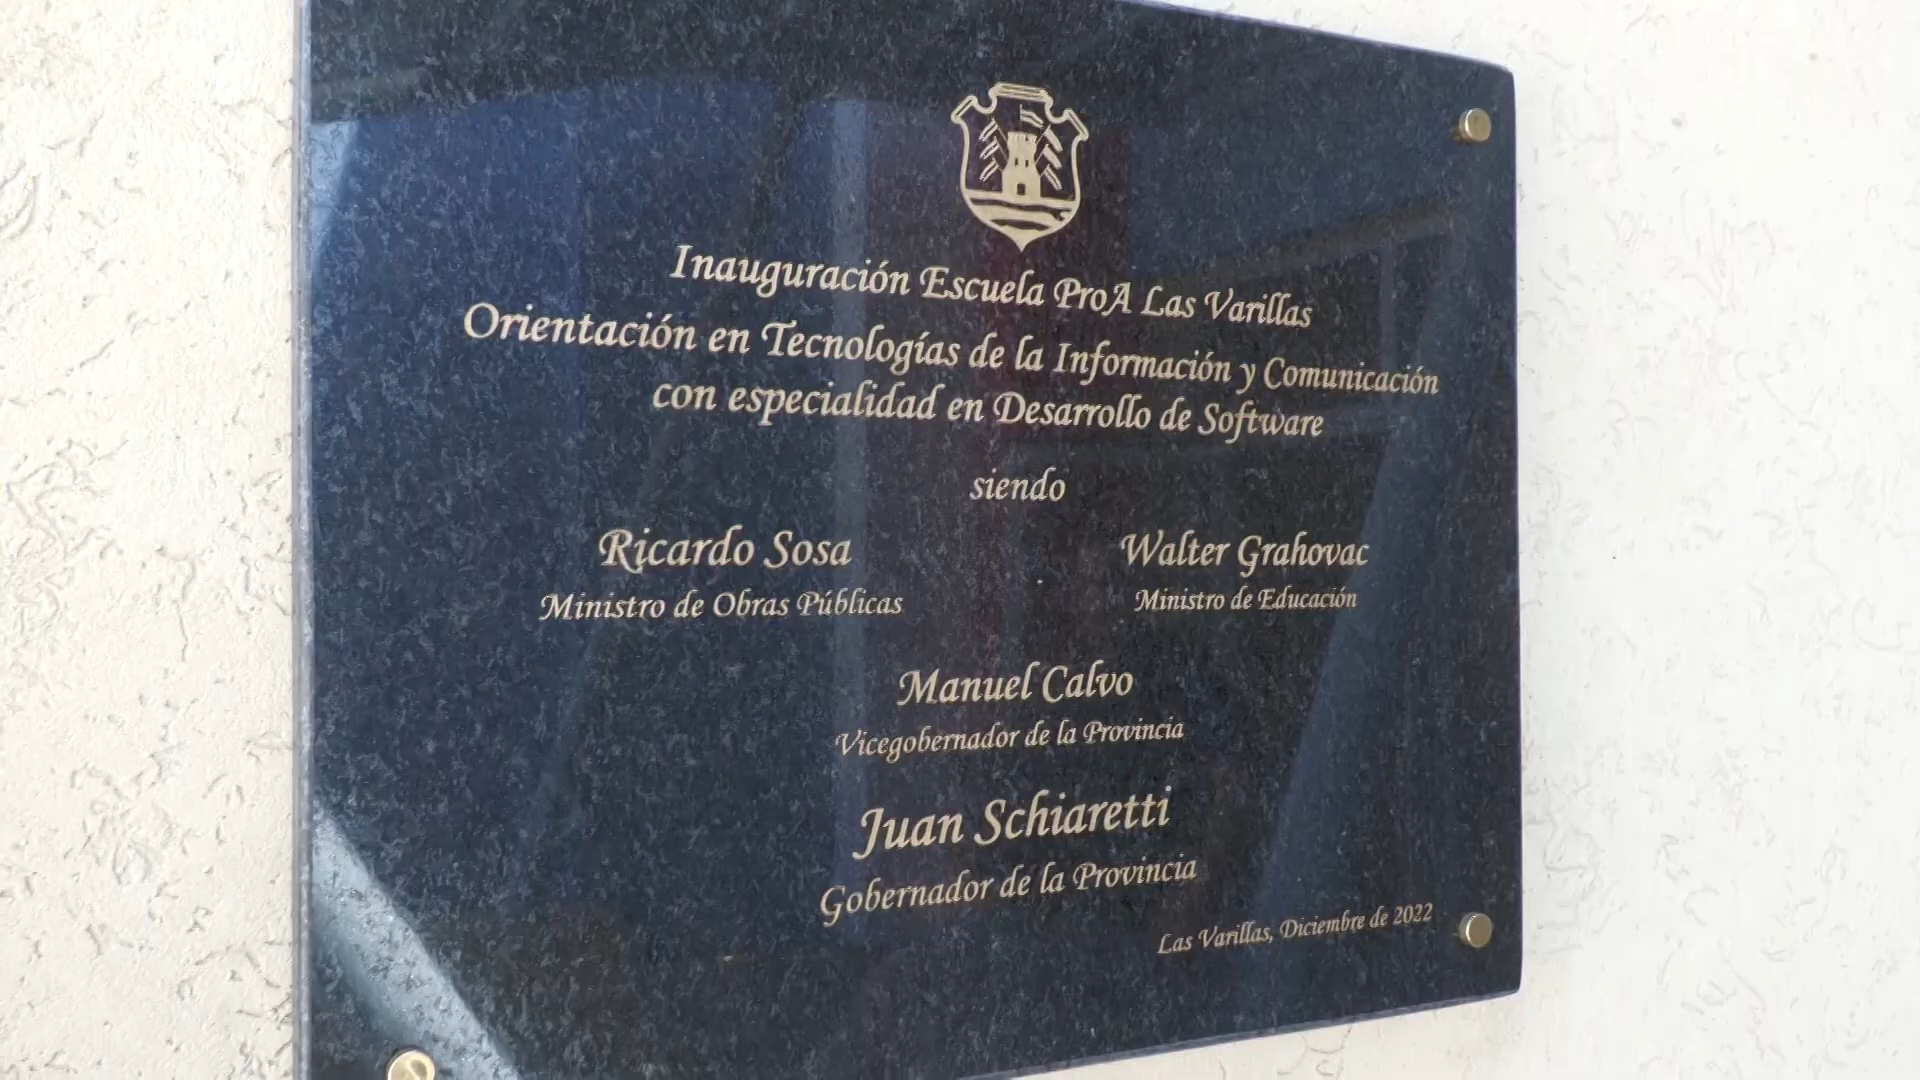 Inauguración Escuela ProA Las Varillas
Orientación en Tecnologías de la Información y Comunicación
con especialidad en Desarrollo de Software
siendo
Ricardo Sosa
Ministro de Obras Públicas
Walter Grahovac
Ministro de Educación
Manuel Calvo
Vicegobernador de la Provincia
Juan Schiaretti
Gobernador de la Provincia
Las Varillas, Diciembre de 2022